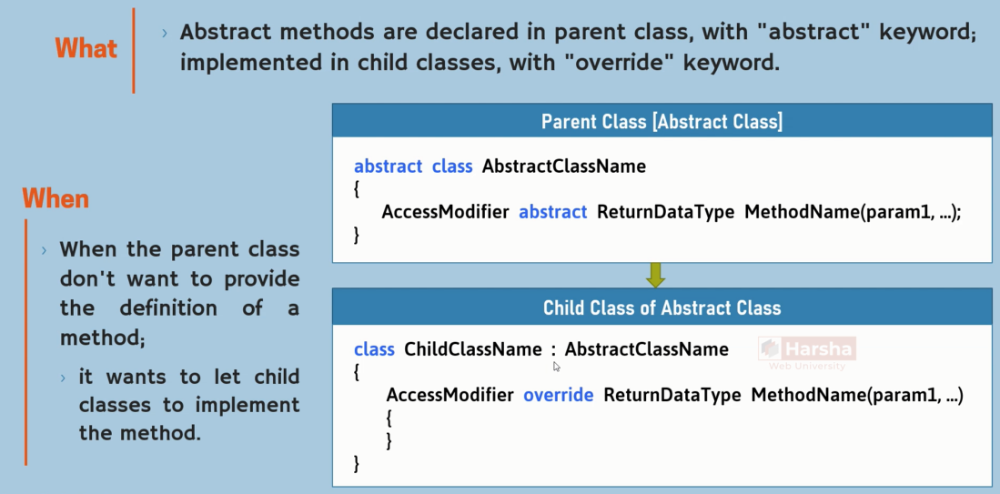 What
› Abstract methods are declared in parent class, with "abstract" keyword;
implemented in child classes, with "override" keyword.
When
› When the parent class
don't want to provide
the definition of a
method;
› it wants to let child
classes to implement
the method.
Parent Class [Abstract Class]
abstract class AbstractClassName
{
AccessModifier abstract ReturnDataType MethodName(param1, ...);
}
Child Class of Abstract Class
class ChildClassName : AbstractClassName
{
AccessModifier override ReturnDataType MethodName(param1, ...)
{
}
}
Harsha
Web University